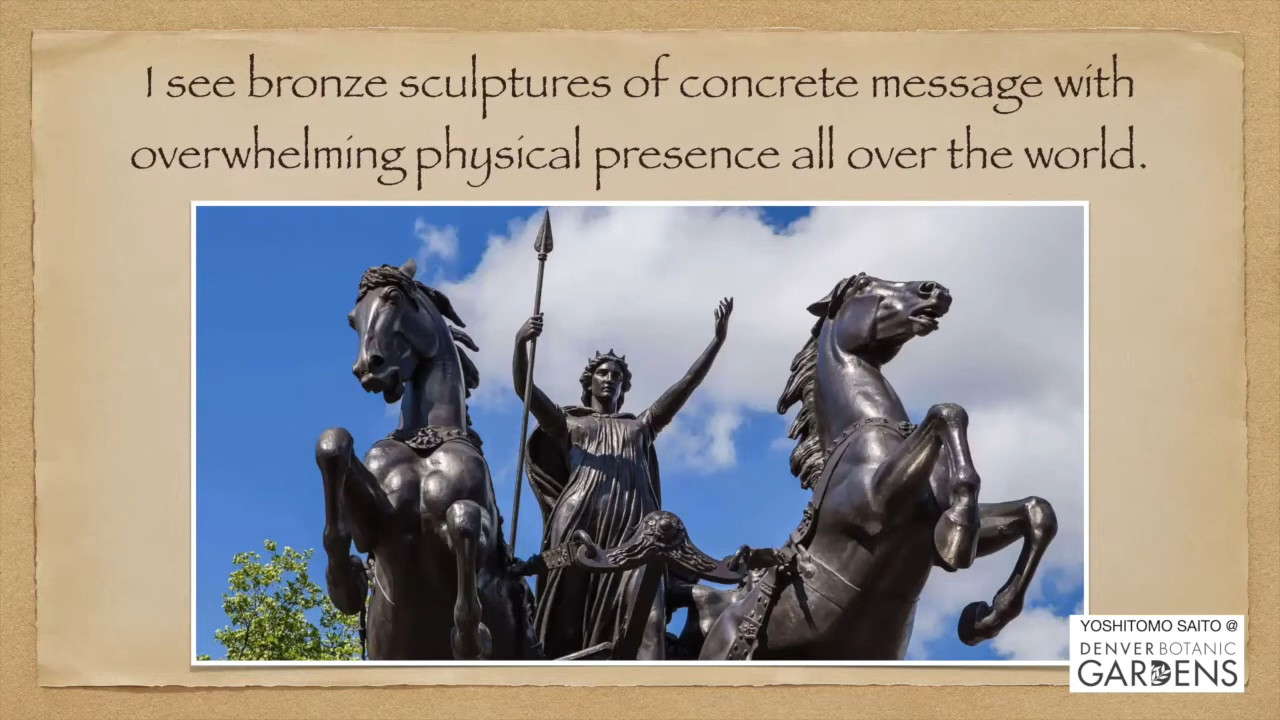 I see bronze sculptures of concrete message with
overwhelming physical presence all over the world.
YOSHITOMO SAITO @
DENVER BOTANIC
GARDENS